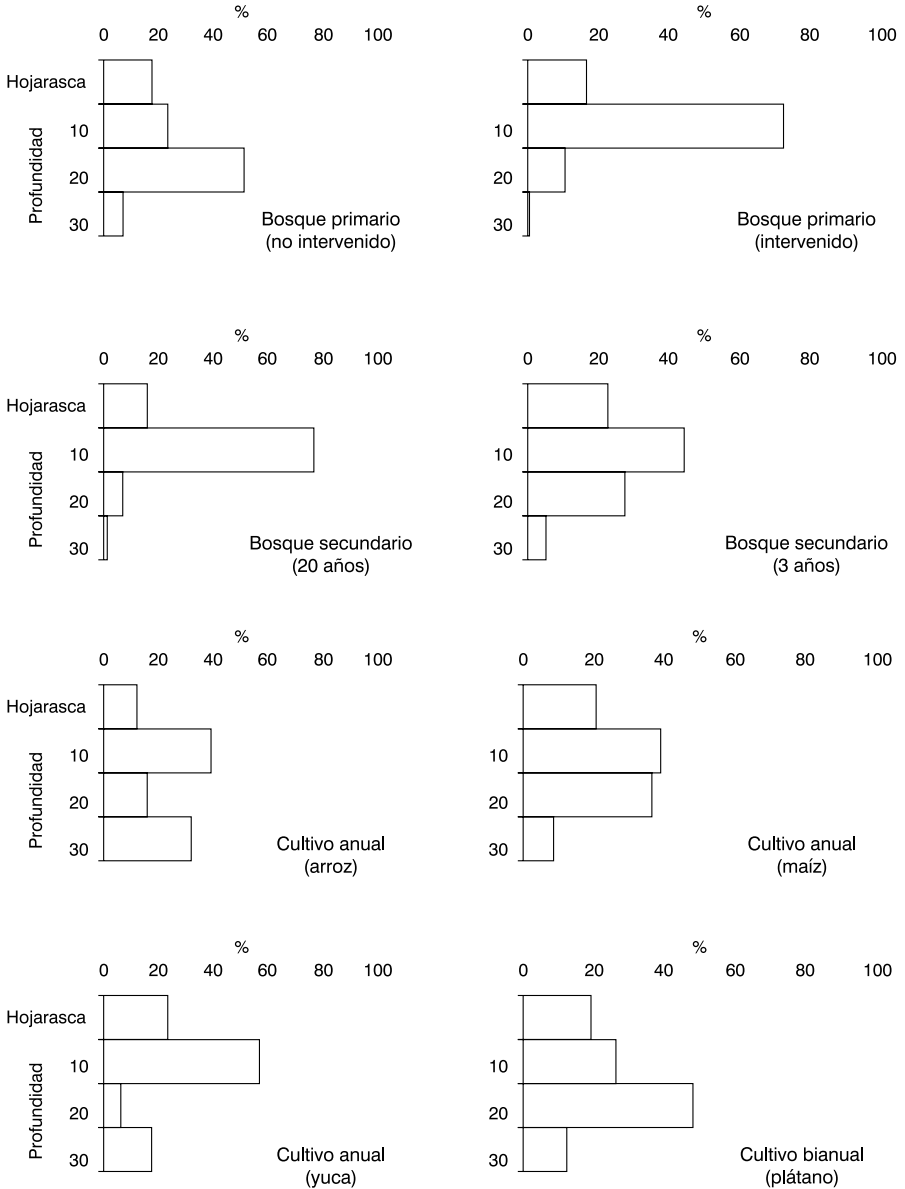 %
0 20 40 60 80 100
Hojarasca
Profundidad
10
20
30
Bosque primario
(no intervenido)
%
0 20 40 60 80 100
10
20
30
Bosque primario
(intervenido)
%
0 20 40 60 80 100
Hojarasca
Profundidad
10
20
30
Bosque secundario
(20 años)
%
0 20 40 60 80 100
10
20
30
Bosque secundario
(3 años)
%
0 20 40 60 80 100
Hojarasca
Profundidad
10
20
30
Cultivo anual
(arroz)
%
0 20 40 60 80 100
10
20
30
Cultivo anual
(maíz)
%
0 20 40 60 80 100
Hojarasca
Profundidad
10
20
30
Cultivo anual
(yuca)
%
0 20 40 60 80 100
10
20
30
Cultivo bianual
(plátano)